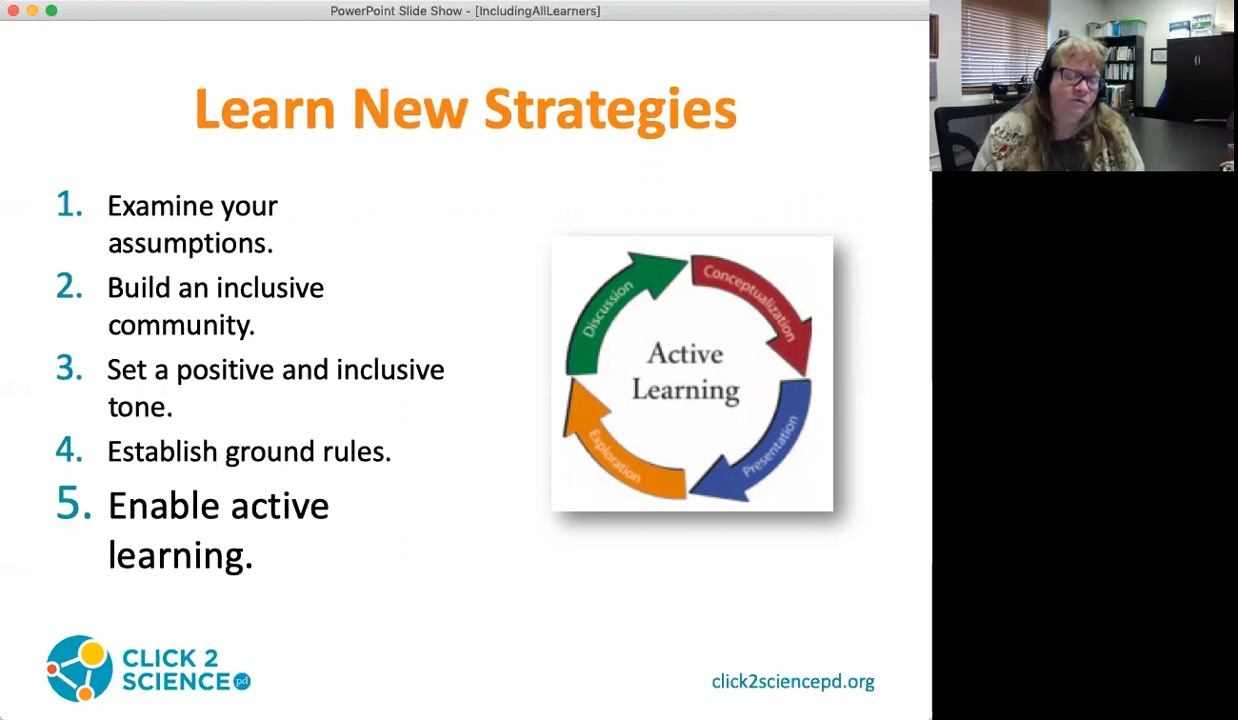 PowerPoint Slide Show - [IncludingAllLearners]
Learn New Strategies
1. Examine your
assumptions.
2. Build an inclusive
community.
3. Set a positive and inclusive
tone.
4. Establish ground rules.
5. Enable active
learning.
Discussion
Conceptualization
Active
Learning
Exploration
Presentation
CLICK 2
SCIENCE pd
click2sciencepd.org